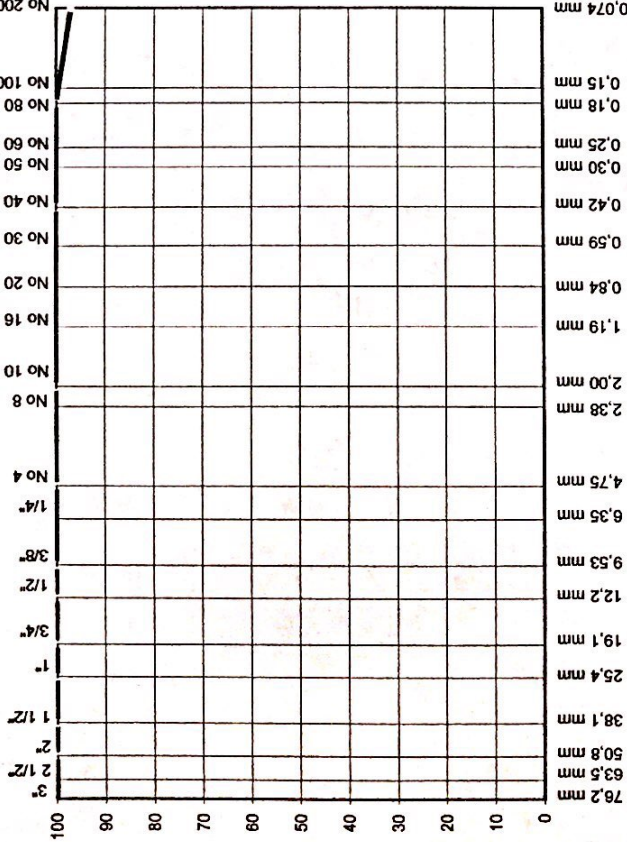 0 10 20 30 40 50 60 70 80 90 100
76,2 mm
63,5 mm
50,8 mm
38,1 mm
25,4 mm
19,1 mm
12,2 mm
9,53 mm
6,35 mm
4,75 mm
2,38 mm
2,00 mm
1,19 mm
0,84 mm
0,59 mm
0,42 mm
0,30 mm
0,25 mm
0,18 mm
0,15 mm
0,074 mm
3"
2 1/2"
2"
1 1/2"
1"
3/4"
1/2"
3/8"
1/4"
No 4
No 8
No 10
No 16
No 20
No 30
No 40
No 50
No 60
No 80
No 100
No 200